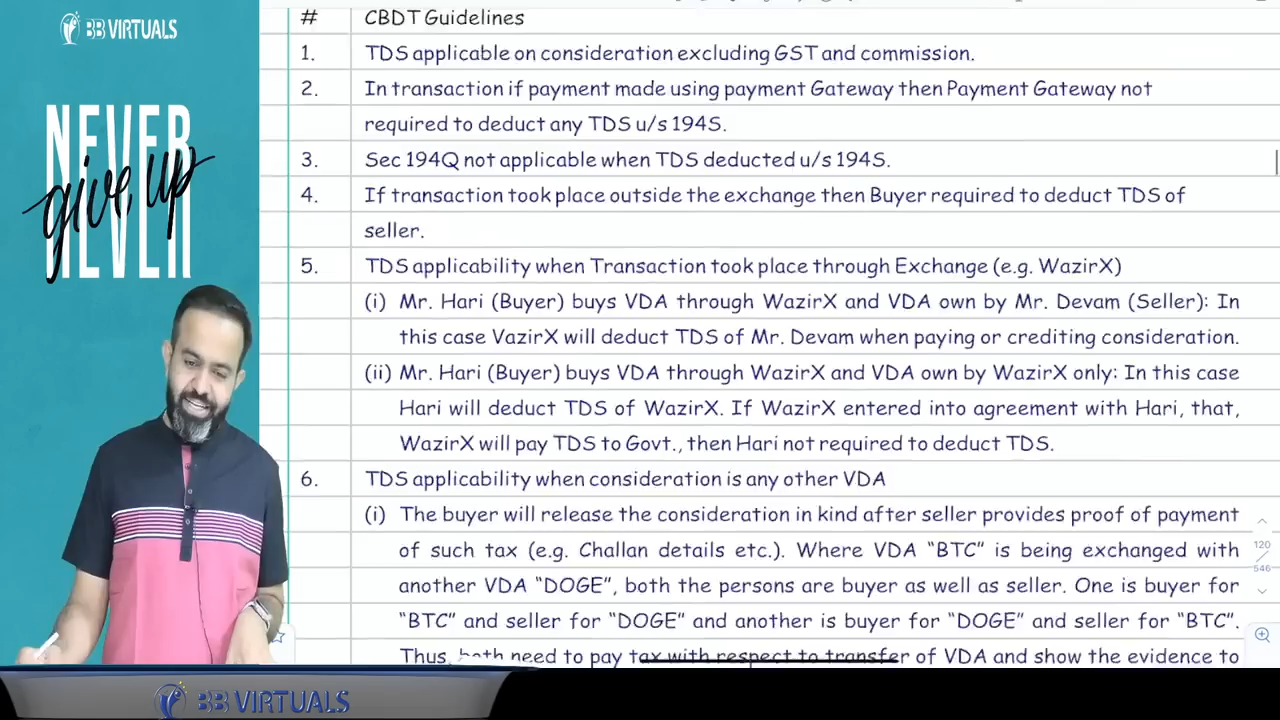 BB VIRTUALS
NEVER
give up
NEVER
# CBDT Guidelines
1. TDS applicable on consideration excluding GST and commission.
2. In transaction if payment made using payment Gateway then Payment Gateway not
required to deduct any TDS u/s 194S.
3. Sec 194Q not applicable when TDS deducted u/s 194S.
4. If transaction took place outside the exchange then Buyer required to deduct TDS of
seller.
5. TDS applicability when Transaction took place through Exchange (e.g. WazirX)
(i) Mr. Hari (Buyer) buys VDA through WazirX and VDA own by Mr. Devam (Seller): In
this case VazirX will deduct TDS of Mr. Devam when paying or crediting consideration.
(ii) Mr. Hari (Buyer) buys VDA through WazirX and VDA own by WazirX only: In this case
Hari will deduct TDS of WazirX. If WazirX entered into agreement with Hari, that,
WazirX will pay TDS to Govt., then Hari not required to deduct TDS.
6. TDS applicability when consideration is any other VDA
(i) The buyer will release the consideration in kind after seller provides proof of payment
of such tax (e.g. Challan details etc.). Where VDA “BTC” is being exchanged with
another VDA “DOGE”, both the persons are buyer as well as seller. One is buyer for
“BTC” and seller for “DOGE” and another is buyer for “DOGE” and seller for “BTC”.
Thus, both need to pay tax with respect to transfer of VDA and show the evidence to
120
546
BB VIRTUALS